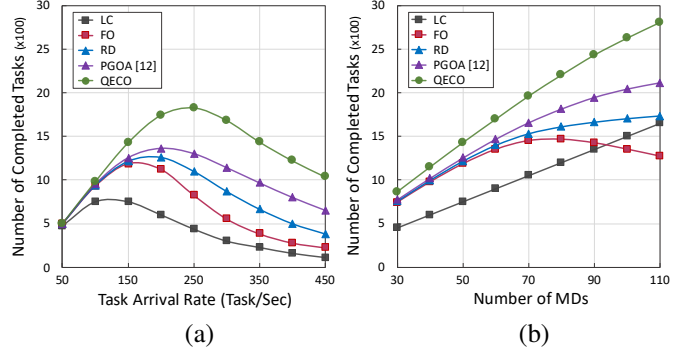 Number of Completed Tasks (x100)
30
25
20
15
10
5
0
LC
FO
RD
PGOA [12]
QECO
50
150
250
350
450
Task Arrival Rate (Task/Sec)
(a)
Number of Completed Tasks (x100)
30
25
20
15
10
5
0
LC
FO
RD
PGOA [12]
QECO
30
50
70
90
110
Number of MDs
(b)